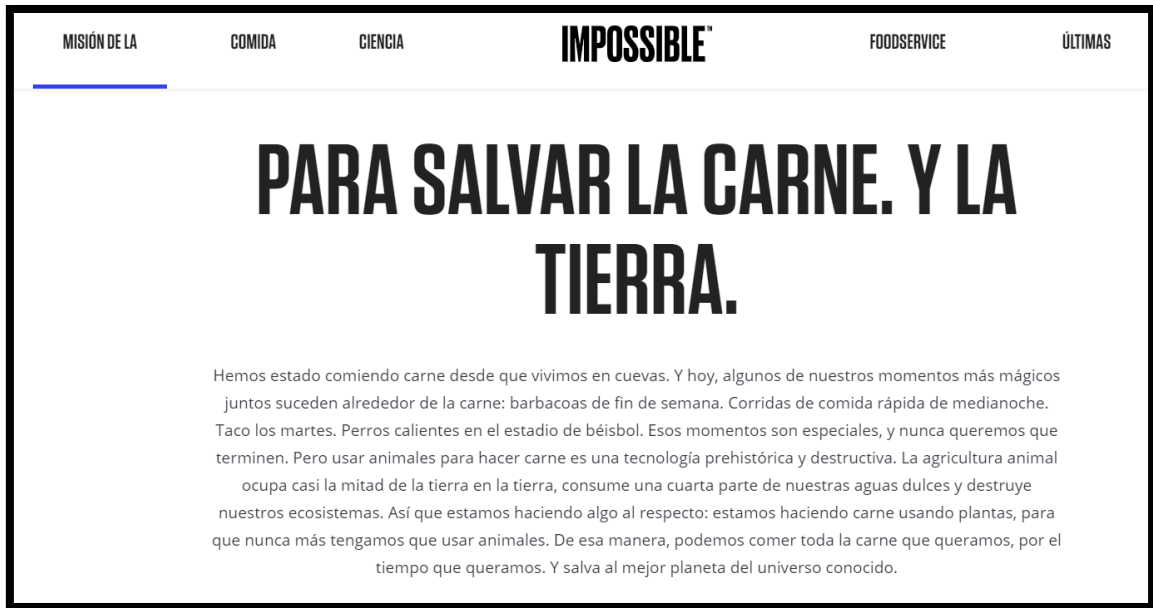 MISIÓN DE LA
COMIDA
CIENCIA
IMPOSSIBLE™
FOODSERVICE
ÚLTIMAS
PARA SALVAR LA CARNE. Y LA
TIERRA.
Hemos estado comiendo carne desde que vivimos en cuevas. Y hoy, algunos de nuestros momentos más mágicos
juntos suceden alrededor de la carne: barbacoas de fin de semana. Corridas de comida rápida de medianoche.
Taco los martes. Perros calientes en el estadio de béisbol. Esos momentos son especiales, y nunca queremos que
terminen. Pero usar animales para hacer carne es una tecnología prehistórica y destructiva. La agricultura animal
ocupa casi la mitad de la tierra en la tierra, consume una cuarta parte de nuestras aguas dulces y destruye
nuestros ecosistemas. Así que estamos haciendo algo al respecto: estamos haciendo carne usando plantas, para
que nunca más tengamos que usar animales. De esa manera, podemos comer toda la carne que queramos, por el
tiempo que queramos. Y salva al mejor planeta del universo conocido.